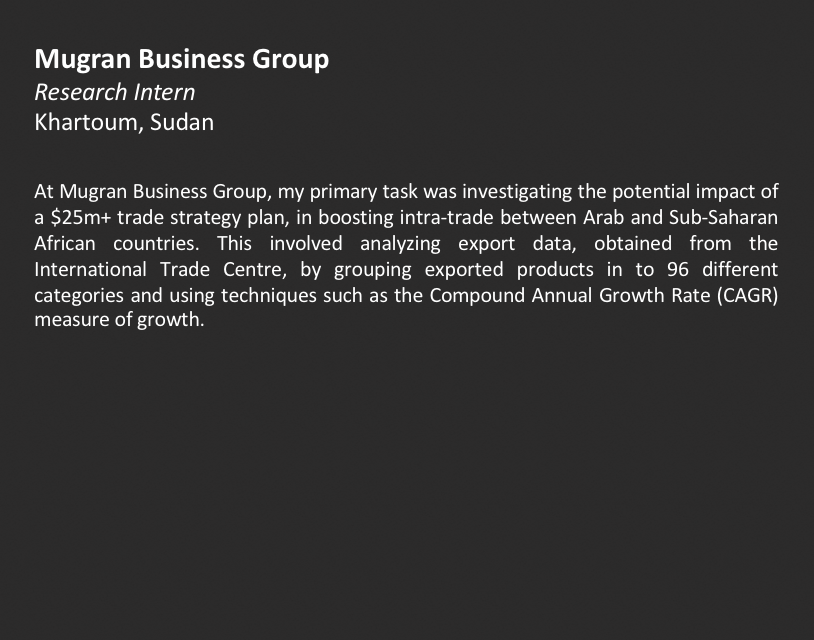 Mugran Business Group
Research Intern
Khartoum, Sudan
At Mugran Business Group, my primary task was investigating the potential impact of
a $25m+ trade strategy plan, in boosting intra-trade between Arab and Sub-Saharan
African countries. This involved analyzing export data, obtained from the
International Trade Centre, by grouping exported products in to 96 different
categories and using techniques such as the Compound Annual Growth Rate (CAGR)
measure of growth.